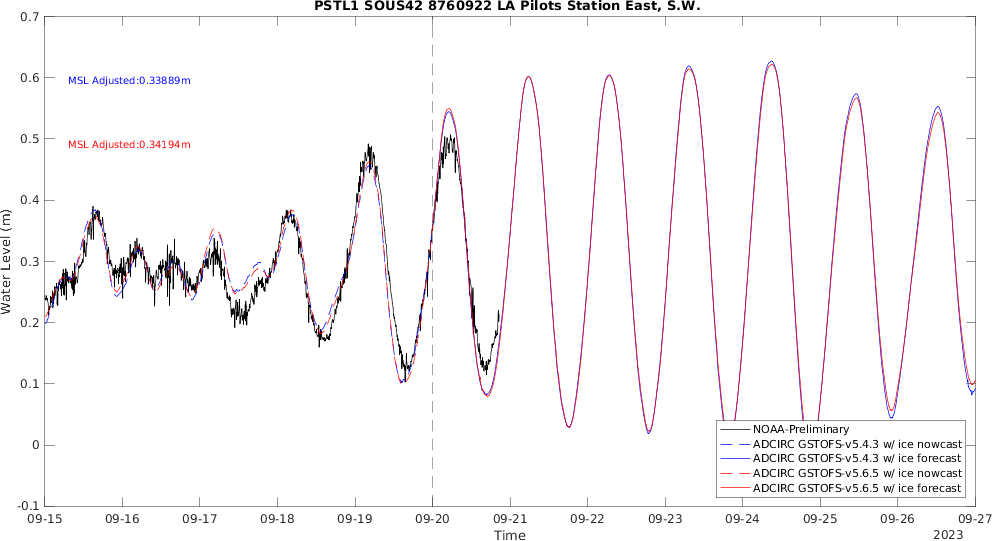 PSTL1 SOUS42 8760922 LA Pilots Station East, S.W.
0.7
0.6
0.5
0.4
0.3
0.2
0.1
0
-0.1
Water Level (m)
MSL Adjusted:0.33889m
MSL Adjusted:0.34194m
NOAA-Preliminary
ADCIRC GSTOFS-v5.4.3 w/ ice nowcast
ADCIRC GSTOFS-v5.4.3 w/ ice forecast
ADCIRC GSTOFS-v5.6.5 w/ ice nowcast
ADCIRC GSTOFS-v5.6.5 w/ ice forecast
09-15 09-16 09-17 09-18 09-19 09-20 09-21 09-22 09-23 09-24 09-25 09-26 09-27
Time
2023